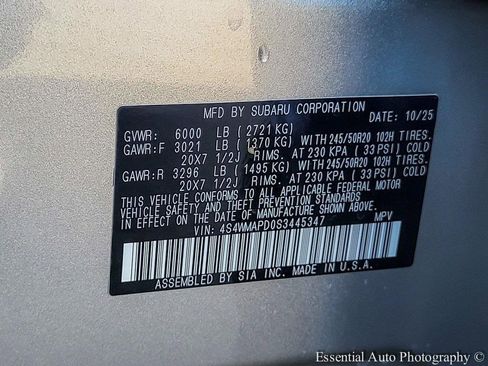 MFD BY SUBARU CORPORATION
DATE: 10/25
GVWR: 6000 LB (2721 KG)
GAWR:F 3021 LB (1370 KG) WITH 245/50R20 102H TIRES.
20X7 1/2J RIMS. AT 230 KPA (33 PSI) COLD
GAWR:R 3296 LB (1495 KG) WITH 245/50R20 102H TIRES.
20X7 1/2J RIMS. AT 230 KPA (33 PSI) COLD
THIS VEHICLE CONFORMS TO ALL APPLICABLE FEDERAL MOTOR
VEHICLE SAFETY AND THEFT PREVENTION STANDARDS
IN EFFECT ON THE DATE OF MANUFACTURE SHOWN ABOVE.
VIN: 4S4WMAPD0S3445347 MPV
ASSEMBLED BY SIA INC. MADE IN U.S.A.
Essential Auto Photography.com